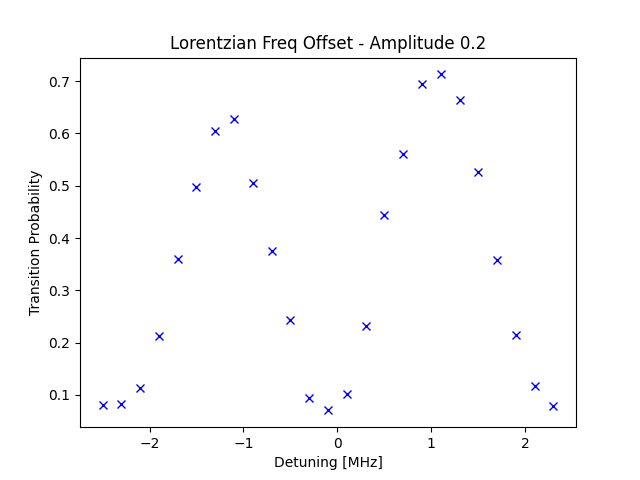 Lorentzian Freq Offset - Amplitude 0.2
Transition Probability
0.7
0.6
0.5
0.4
0.3
0.2
0.1
−2 −1 0 1 2
Detuning [MHz]